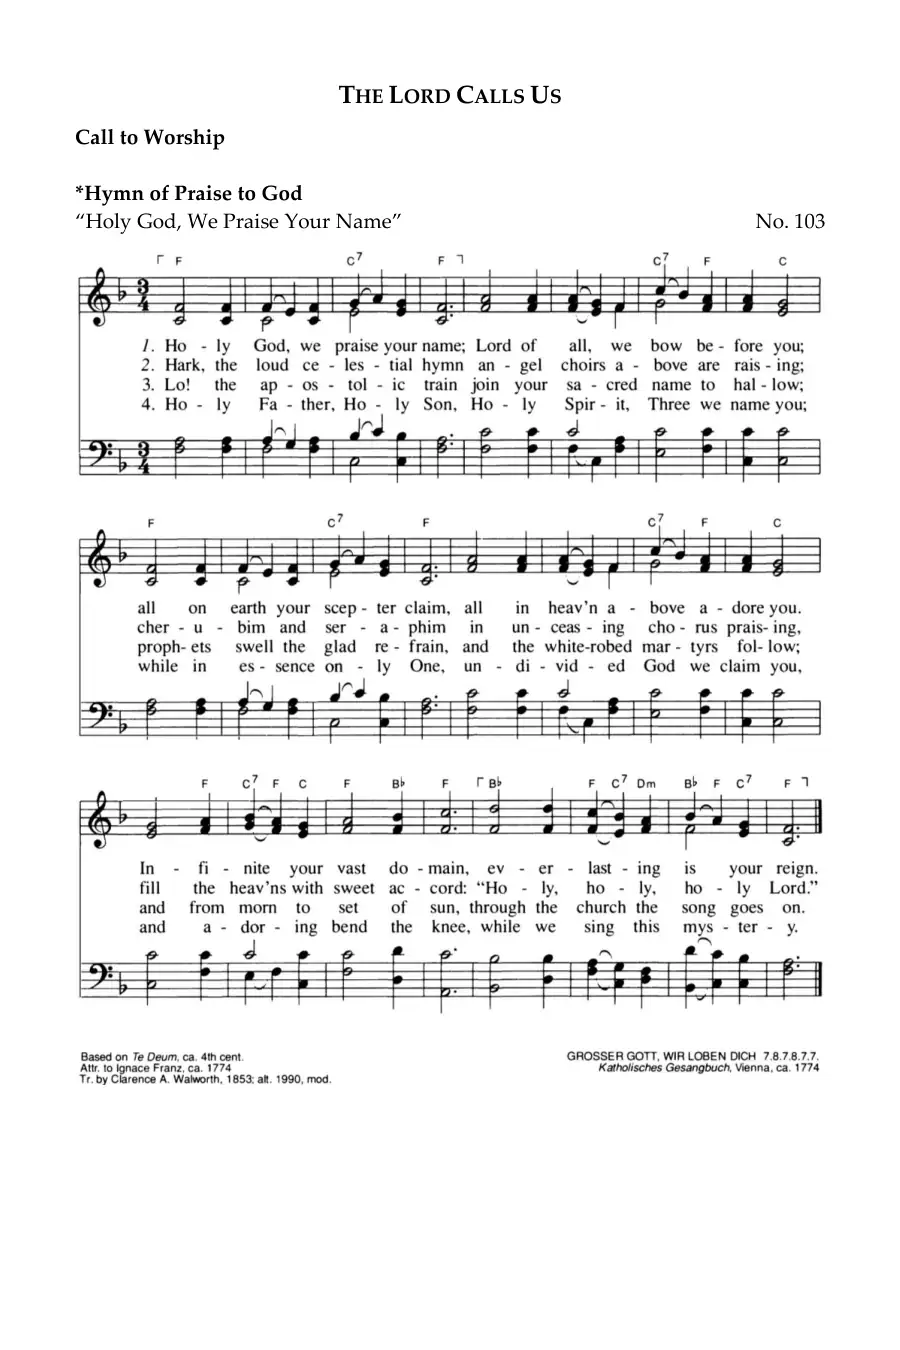 THE LORD CALLS US
Call to Worship
*Hymn of Praise to God
“Holy God, We Praise Your Name” No. 103
F C7 F C7 F C
1. Ho - ly God, we praise your name; Lord of all, we bow be - fore you;
2. Hark, the loud ce - les - tial hymn an - gel choirs a - bove are rais - ing;
3. Lo! the ap - os - tol - ic train join your sa - cred name to hal - low;
4. Ho - ly Fa - ther, Ho - ly Son, Ho - ly Spir - it, Three we name you;
F C7 F C7 F C
all on earth your scep - ter claim, all in heav'n a - bove a - dore you.
cher - u - bim and ser - a - phim in un - ceas - ing cho - rus prais - ing,
proph - ets swell the glad re - frain, and the white-robed mar - tyrs fol - low;
while in es - sence on - ly One, un - di - vid - ed God we claim you,
F C7 F C F B♭ F B♭ F C7 Dm B♭ F C7 F
In - fi - nite your vast do - main, ev - er - last - ing is your reign.
fill the heav'ns with sweet ac - cord: “Ho - ly, ho - ly, ho - ly Lord.”
and from morn to set of sun, through the church the song goes on.
and a - dor - ing bend the knee, while we sing this mys - ter - y.
Based on Te Deum, ca. 4th cent. GROSSER GOTT, WIR LOBEN DICH 7.8.7.8.7.7.
Attr. to Ignace Franz, ca. 1774 Katholisches Gesangbuch, Vienna, ca. 1774
Tr. by Clarence A. Walworth, 1853; alt. 1990, mod.